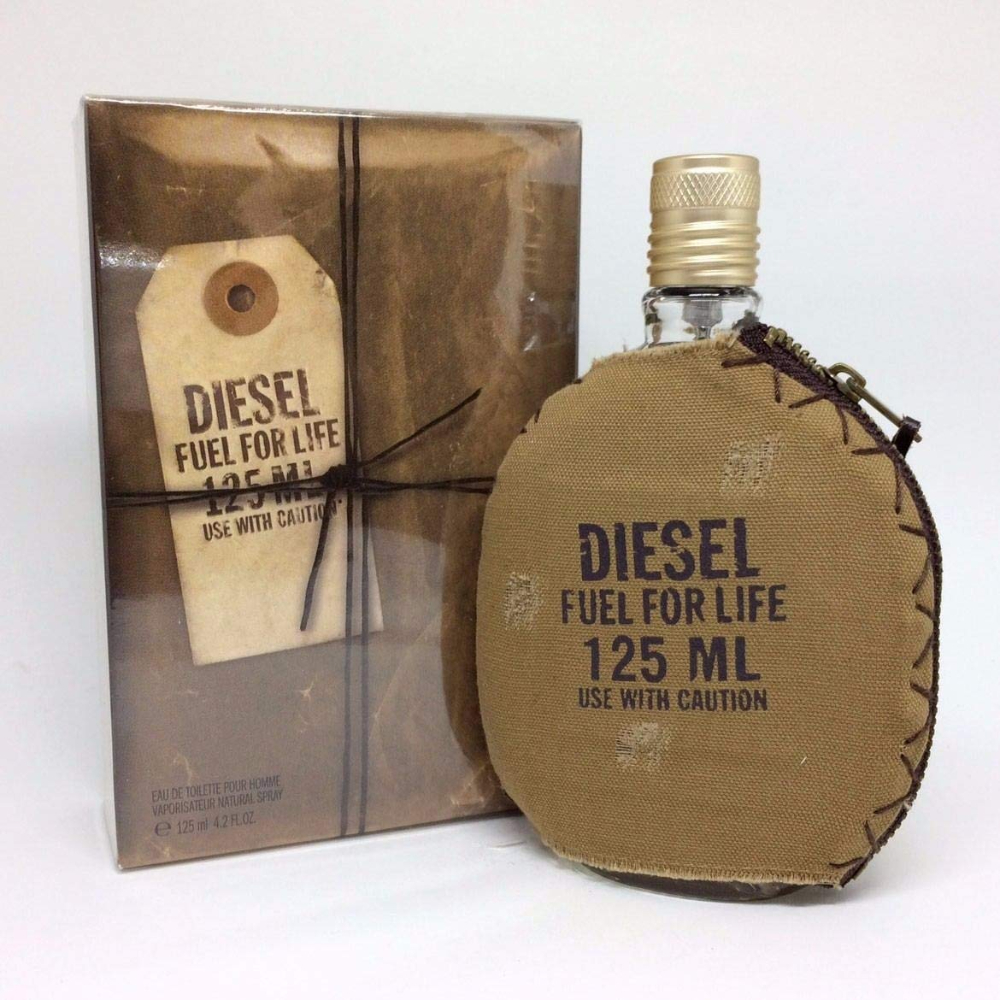 DIESEL
FUEL FOR LIFE
125 ML
USE WITH CAUTION.
EAU DE TOILETTE POUR HOMME
VAPORISATEUR NATURAL SPRAY
℮ 125 ml 4.2 FL.OZ.
DIESEL
FUEL FOR LIFE
125 ML
USE WITH CAUTION